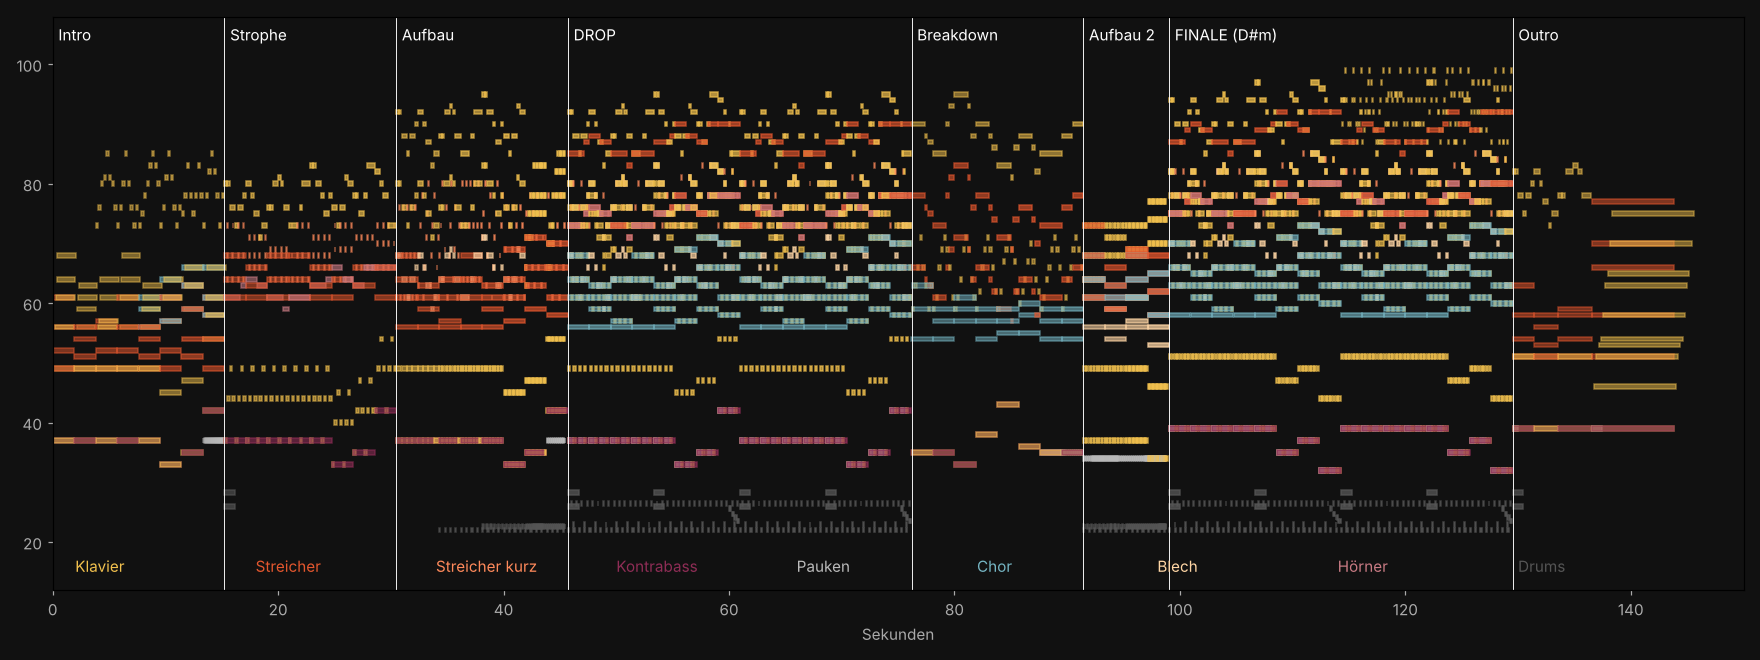 Intro Strophe Aufbau DROP Breakdown Aufbau 2 FINALE (D#m) Outro
100
80
60
40
20
Klavier Streicher Streicher kurz Kontrabass Pauken Chor Blech Hörner Drums
0 20 40 60 80 100 120 140
Sekunden